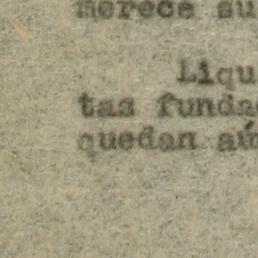 merece su
Liqu
tas funda
quedan aú